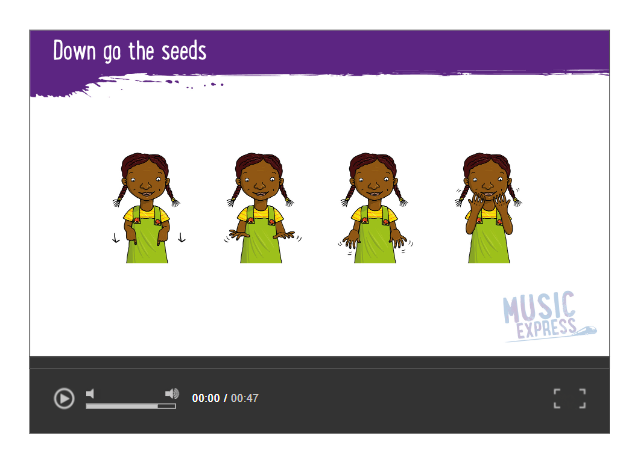 Down go the seeds
MUSIC
EXPRESS
00:00 / 00:47